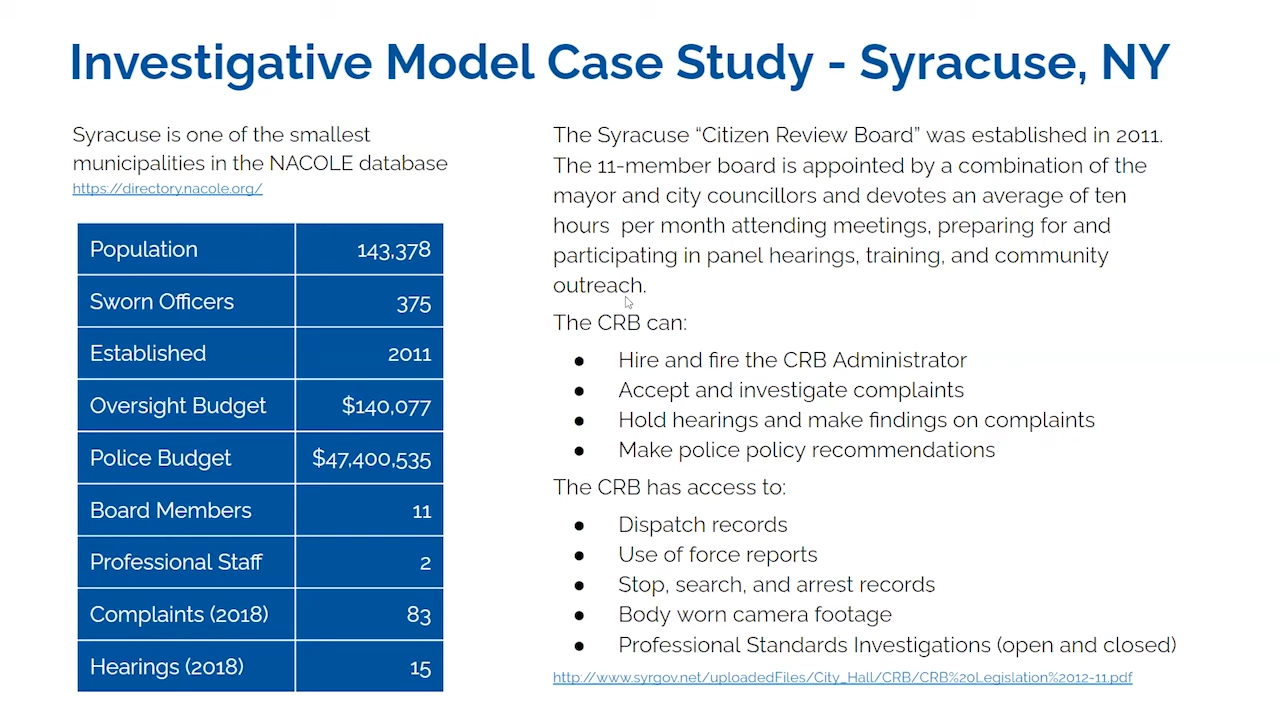 Investigative Model Case Study - Syracuse, NY
Syracuse is one of the smallest
municipalities in the NACOLE database
https://directory.nacole.org/
Population 143,378
Sworn Officers 375
Established 2011
Oversight Budget $140,077
Police Budget $47,400,535
Board Members 11
Professional Staff 2
Complaints (2018) 83
Hearings (2018) 15
The Syracuse “Citizen Review Board” was established in 2011.
The 11-member board is appointed by a combination of the
mayor and city councillors and devotes an average of ten
hours per month attending meetings, preparing for and
participating in panel hearings, training, and community
outreach.
The CRB can:
● Hire and fire the CRB Administrator
● Accept and investigate complaints
● Hold hearings and make findings on complaints
● Make police policy recommendations
The CRB has access to:
● Dispatch records
● Use of force reports
● Stop, search, and arrest records
● Body worn camera footage
● Professional Standards Investigations (open and closed)
http://www.syrgov.net/uploadedFiles/City_Hall/CRB/CRB%20Legislation%2012-11.pdf